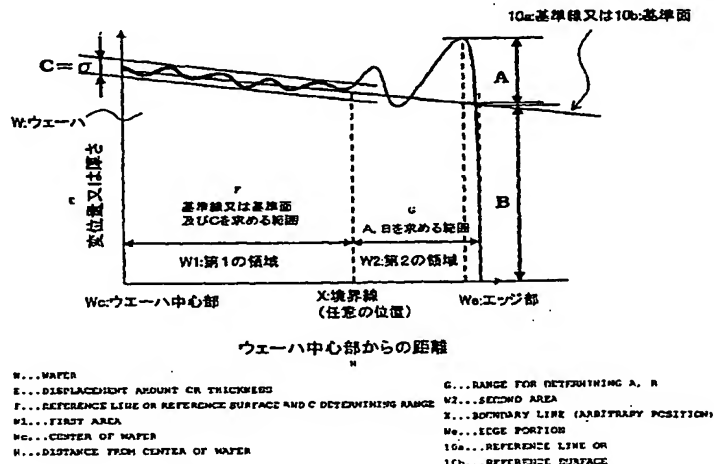 10a:基準線又は10b:基準面
C=σ
A
W:ウェーハ
変位量又は厚さ
E
B
F
基準線又は基準面
及びCを求める範囲
G
A、Bを求める範囲
W1:第1の領域
W2:第2の領域
Wc:ウエーハ中心部
X:境界線
(任意の位置)
We:エッジ部
ウェーハ中心部からの距離
H
W...WAFER
E...DISPLACEMENT AMOUNT OR THICKNESS
F...REFERENCE LINE OR REFERENCE SURFACE AND C DETERMINING RANGE
W1...FIRST AREA
Wc...CENTER OF WAFER
H...DISTANCE FROM CENTER OF WAFER
G...RANGE FOR DETERMINING A, B
W2...SECOND AREA
X...BOUNDARY LINE (ARBITRARY POSITION)
We...EDGE PORTION
10a...REFERENCE LINE OR
10b...REFERENCE SURFACE